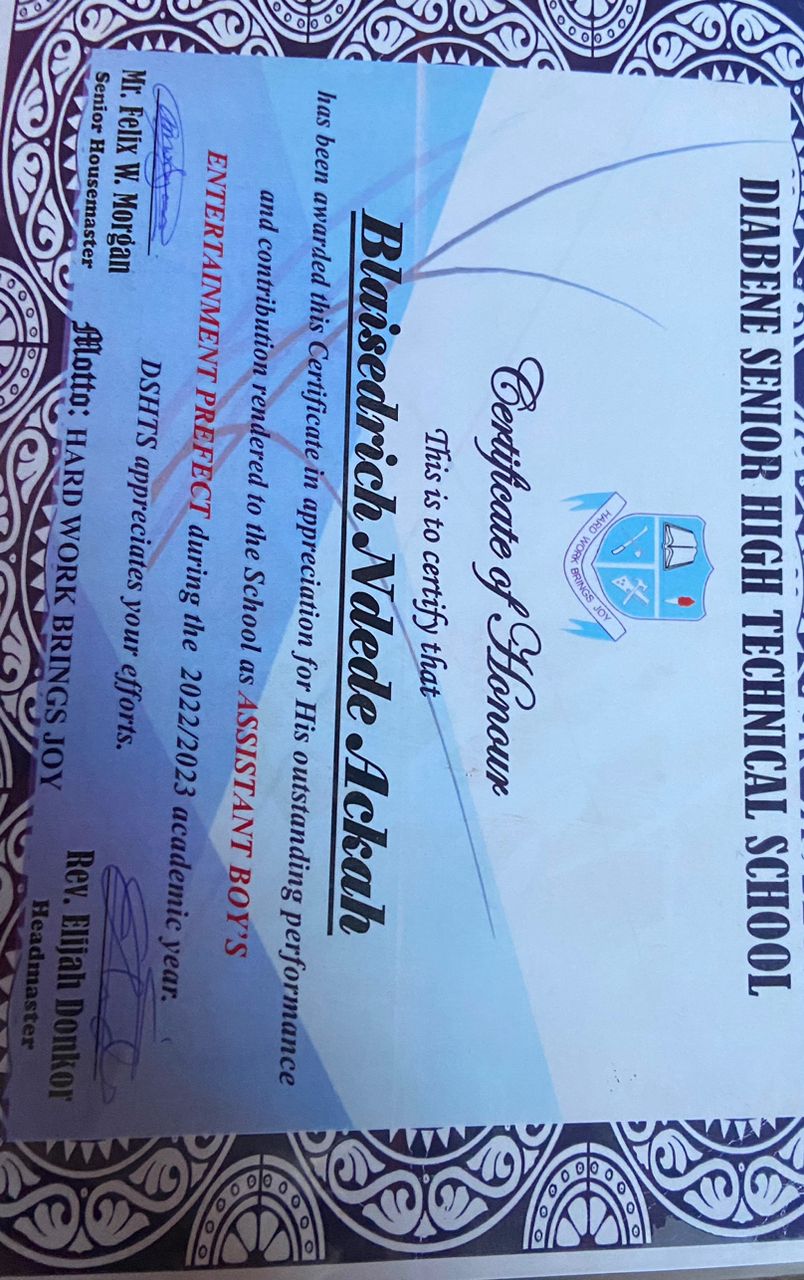 DIABENE SENIOR HIGH TECHNICAL SCHOOL
HARD WORK BRINGS JOY
Certificate of Honour
This is to certify that
Blaisedrich Ndede Ackah
has been awarded this Certificate in appreciation for His outstanding performance
and contribution rendered to the School as ASSISTANT BOY'S
ENTERTAINMENT PREFECT during the 2022/2023 academic year.
DSHTS appreciates your efforts.
Mr. Felix W. Morgan
Senior Housemaster
Rev. Elijah Donkor
Headmaster
Motto: HARD WORK BRINGS JOY